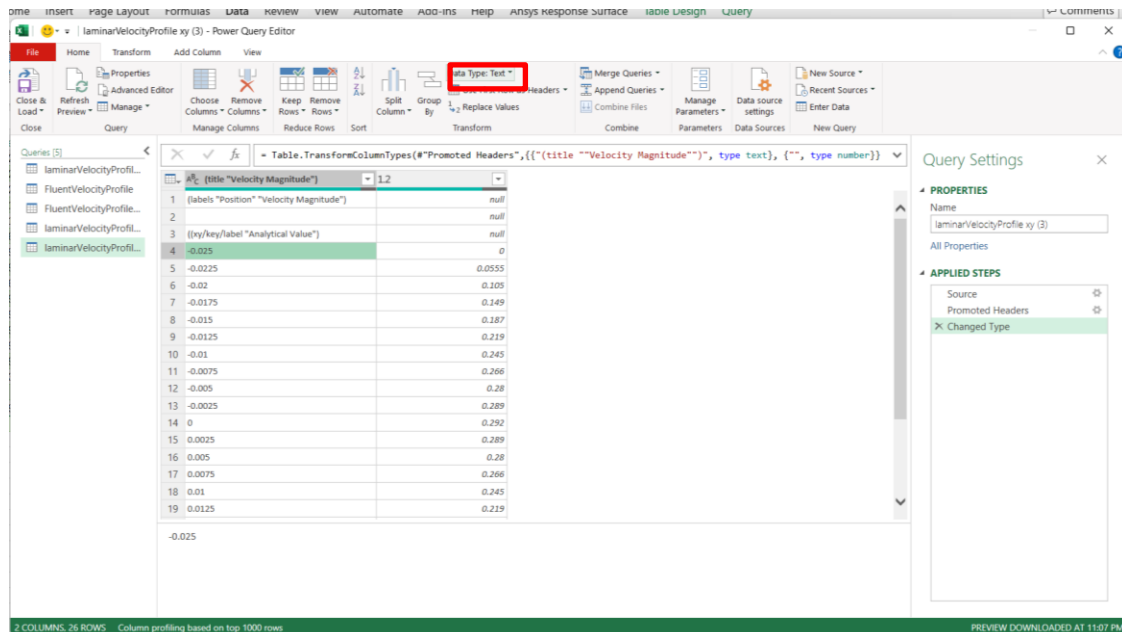 ome Insert Page Layout Formulas Data Review View Automate Add-ins Help Ansys Response Surface Table Design Query Comments
laminarVelocityProfile xy (3) - Power Query Editor
File Home Transform Add Column View
Close & Load
Refresh Preview
Properties
Advanced Editor
Manage
Choose Columns
Remove Columns
Keep Rows
Remove Rows
Split Column
Group By
ata Type: Text
Headers
Replace Values
Merge Queries
Append Queries
Combine Files
Manage Parameters
Data source settings
New Source
Recent Sources
Enter Data
Close Query Manage Columns Reduce Rows Sort Transform Combine Parameters Data Sources New Query
Queries [5]
laminarVelocityProfil...
FluentVelocityProfile
FluentVelocityProfile...
laminarVelocityProfil...
laminarVelocityProfil...
fx = Table.TransformColumnTypes(#"Promoted Headers",{{"(title ""Velocity Magnitude"")", type text}, {"", type number}}
ABC (title "Velocity Magnitude") 1.2
1 (labels "Position" "Velocity Magnitude") null
2 null
3 ((xy/key/label "Analytical Value") null
4 -0.025 0
5 -0.0225 0.0555
6 -0.02 0.105
7 -0.0175 0.149
8 -0.015 0.187
9 -0.0125 0.219
10 -0.01 0.245
11 -0.0075 0.266
12 -0.005 0.28
13 -0.0025 0.289
14 0 0.292
15 0.0025 0.289
16 0.005 0.28
17 0.0075 0.266
18 0.01 0.245
19 0.0125 0.219
-0.025
Query Settings
PROPERTIES
Name
laminarVelocityProfile xy (3)
All Properties
APPLIED STEPS
Source
Promoted Headers
Changed Type
2 COLUMNS, 26 ROWS Column profiling based on top 1000 rows PREVIEW DOWNLOADED AT 11:07 PM